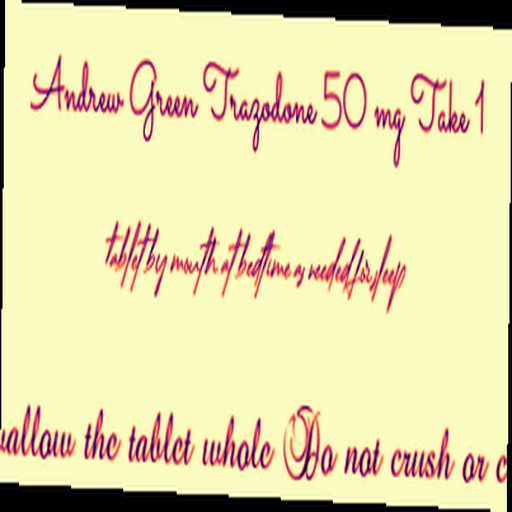 Andrew Green Trazodone 50 mg Take 1
tablet by mouth at bedtime as needed for sleep
wallow the tablet whole Do not crush or c